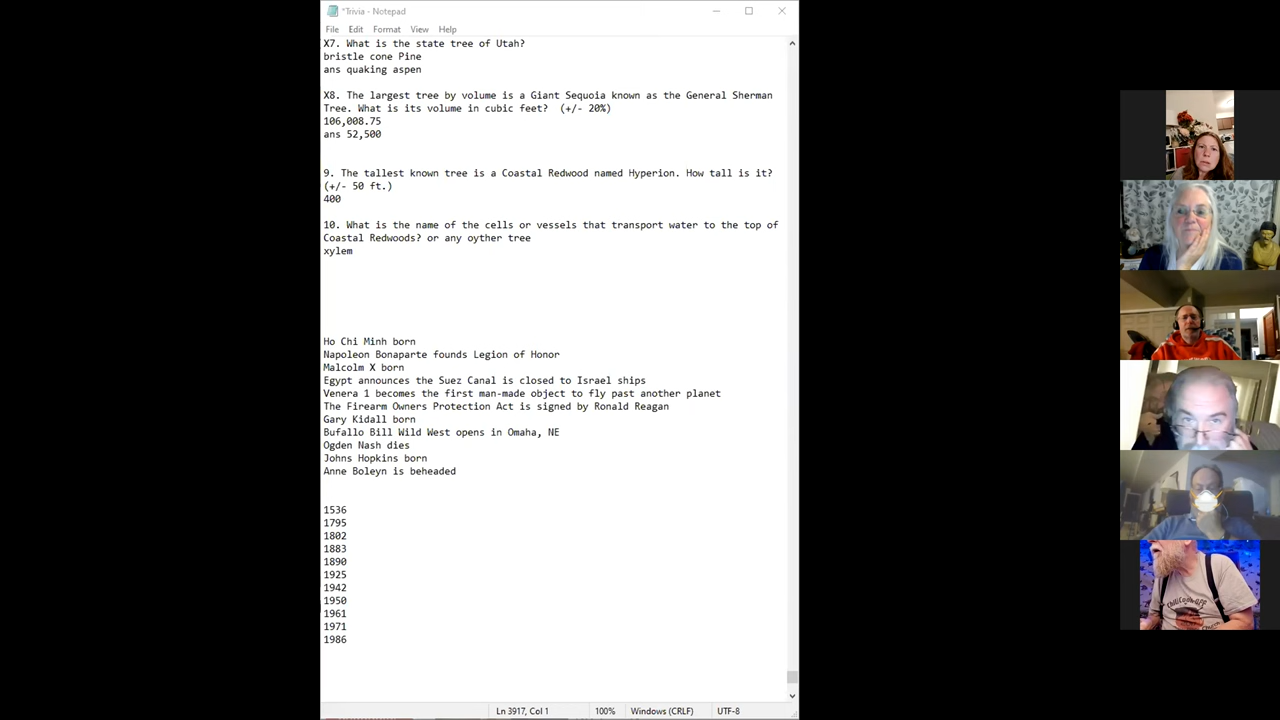 *Trivia - Notepad
File Edit Format View Help
X7. What is the state tree of Utah?
bristle cone Pine
ans quaking aspen
X8. The largest tree by volume is a Giant Sequoia known as the General Sherman
Tree. What is its volume in cubic feet? (+/- 20%)
106,008.75
ans 52,500
9. The tallest known tree is a Coastal Redwood named Hyperion. How tall is it?
(+/- 50 ft.)
400
10. What is the name of the cells or vessels that transport water to the top of
Coastal Redwoods? or any oyther tree
xylem
Ho Chi Minh born
Napoleon Bonaparte founds Legion of Honor
Malcolm X born
Egypt announces the Suez Canal is closed to Israel ships
Venera 1 becomes the first man-made object to fly past another planet
The Firearm Owners Protection Act is signed by Ronald Reagan
Gary Kidall born
Bufallo Bill Wild West opens in Omaha, NE
Ogden Nash dies
Johns Hopkins born
Anne Boleyn is beheaded
1536
1795
1802
1883
1890
1925
1942
1950
1961
1971
1986
Ln 3917, Col 1 100% Windows (CRLF) UTF-8